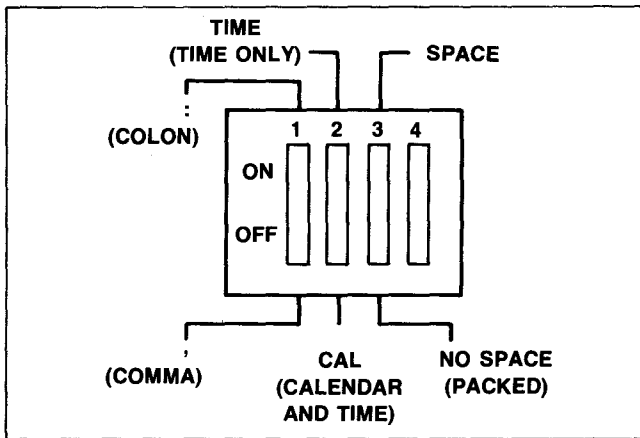 TIME
(TIME ONLY)
SPACE
:
(COLON)
1 2 3 4
ON
OFF
,
(COMMA)
CAL
(CALENDAR
AND TIME)
NO SPACE
(PACKED)